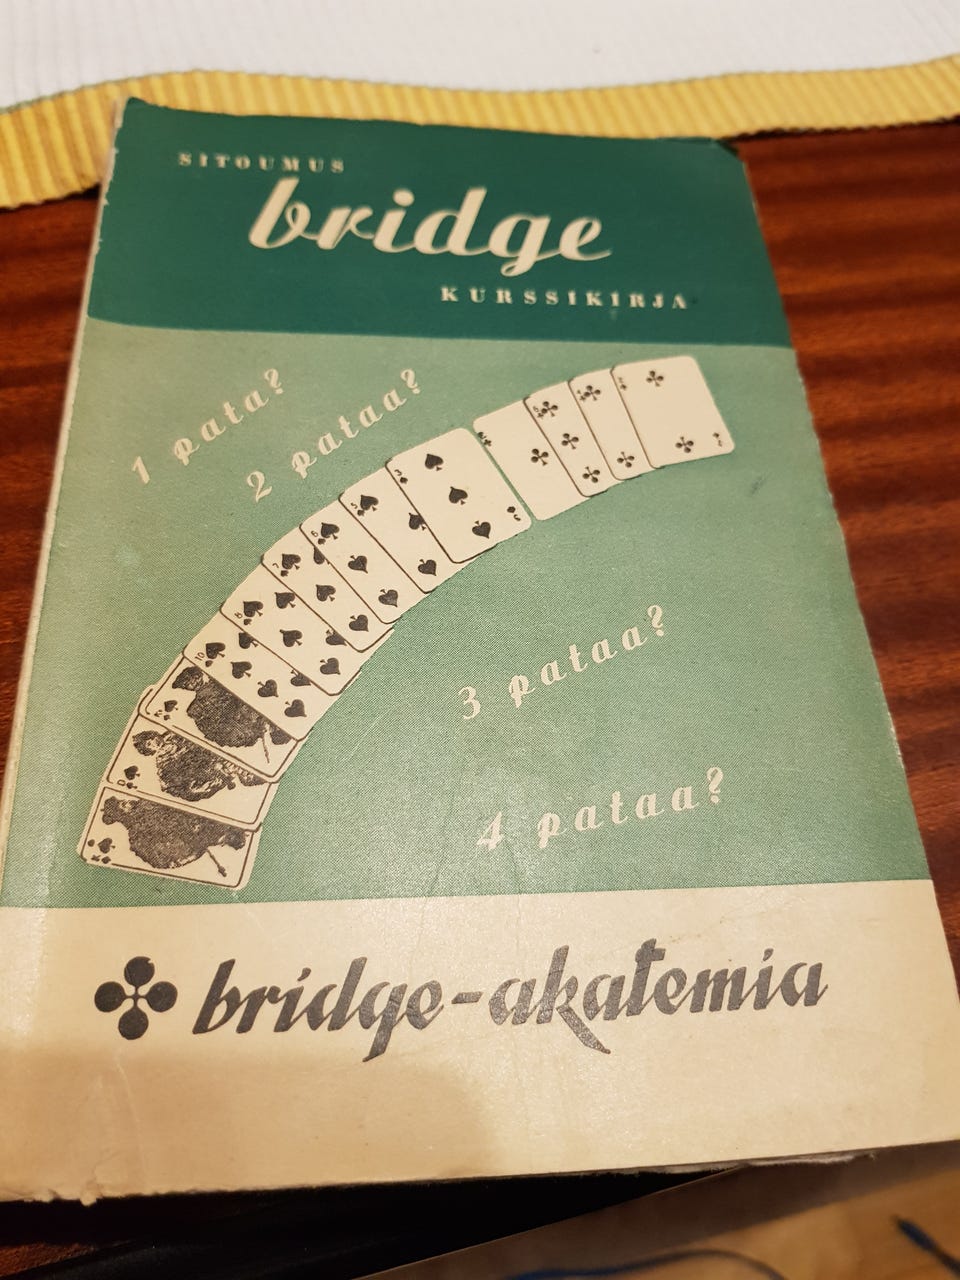 SITOUMUS
bridge
KURSSIKIRJA
1 pata?
2 pataa?
3 pataa?
4 pataa?
bridge-akatemia